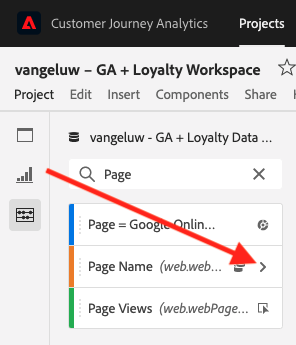 Customer Journey Analytics Projects
vangeluw – GA + Loyalty Workspace
Project Edit Insert Components Share
vangeluw - GA + Loyalty Data ...
Page
Page = Google Onlin...
Page Name (web.web...
Page Views (web.webPage...